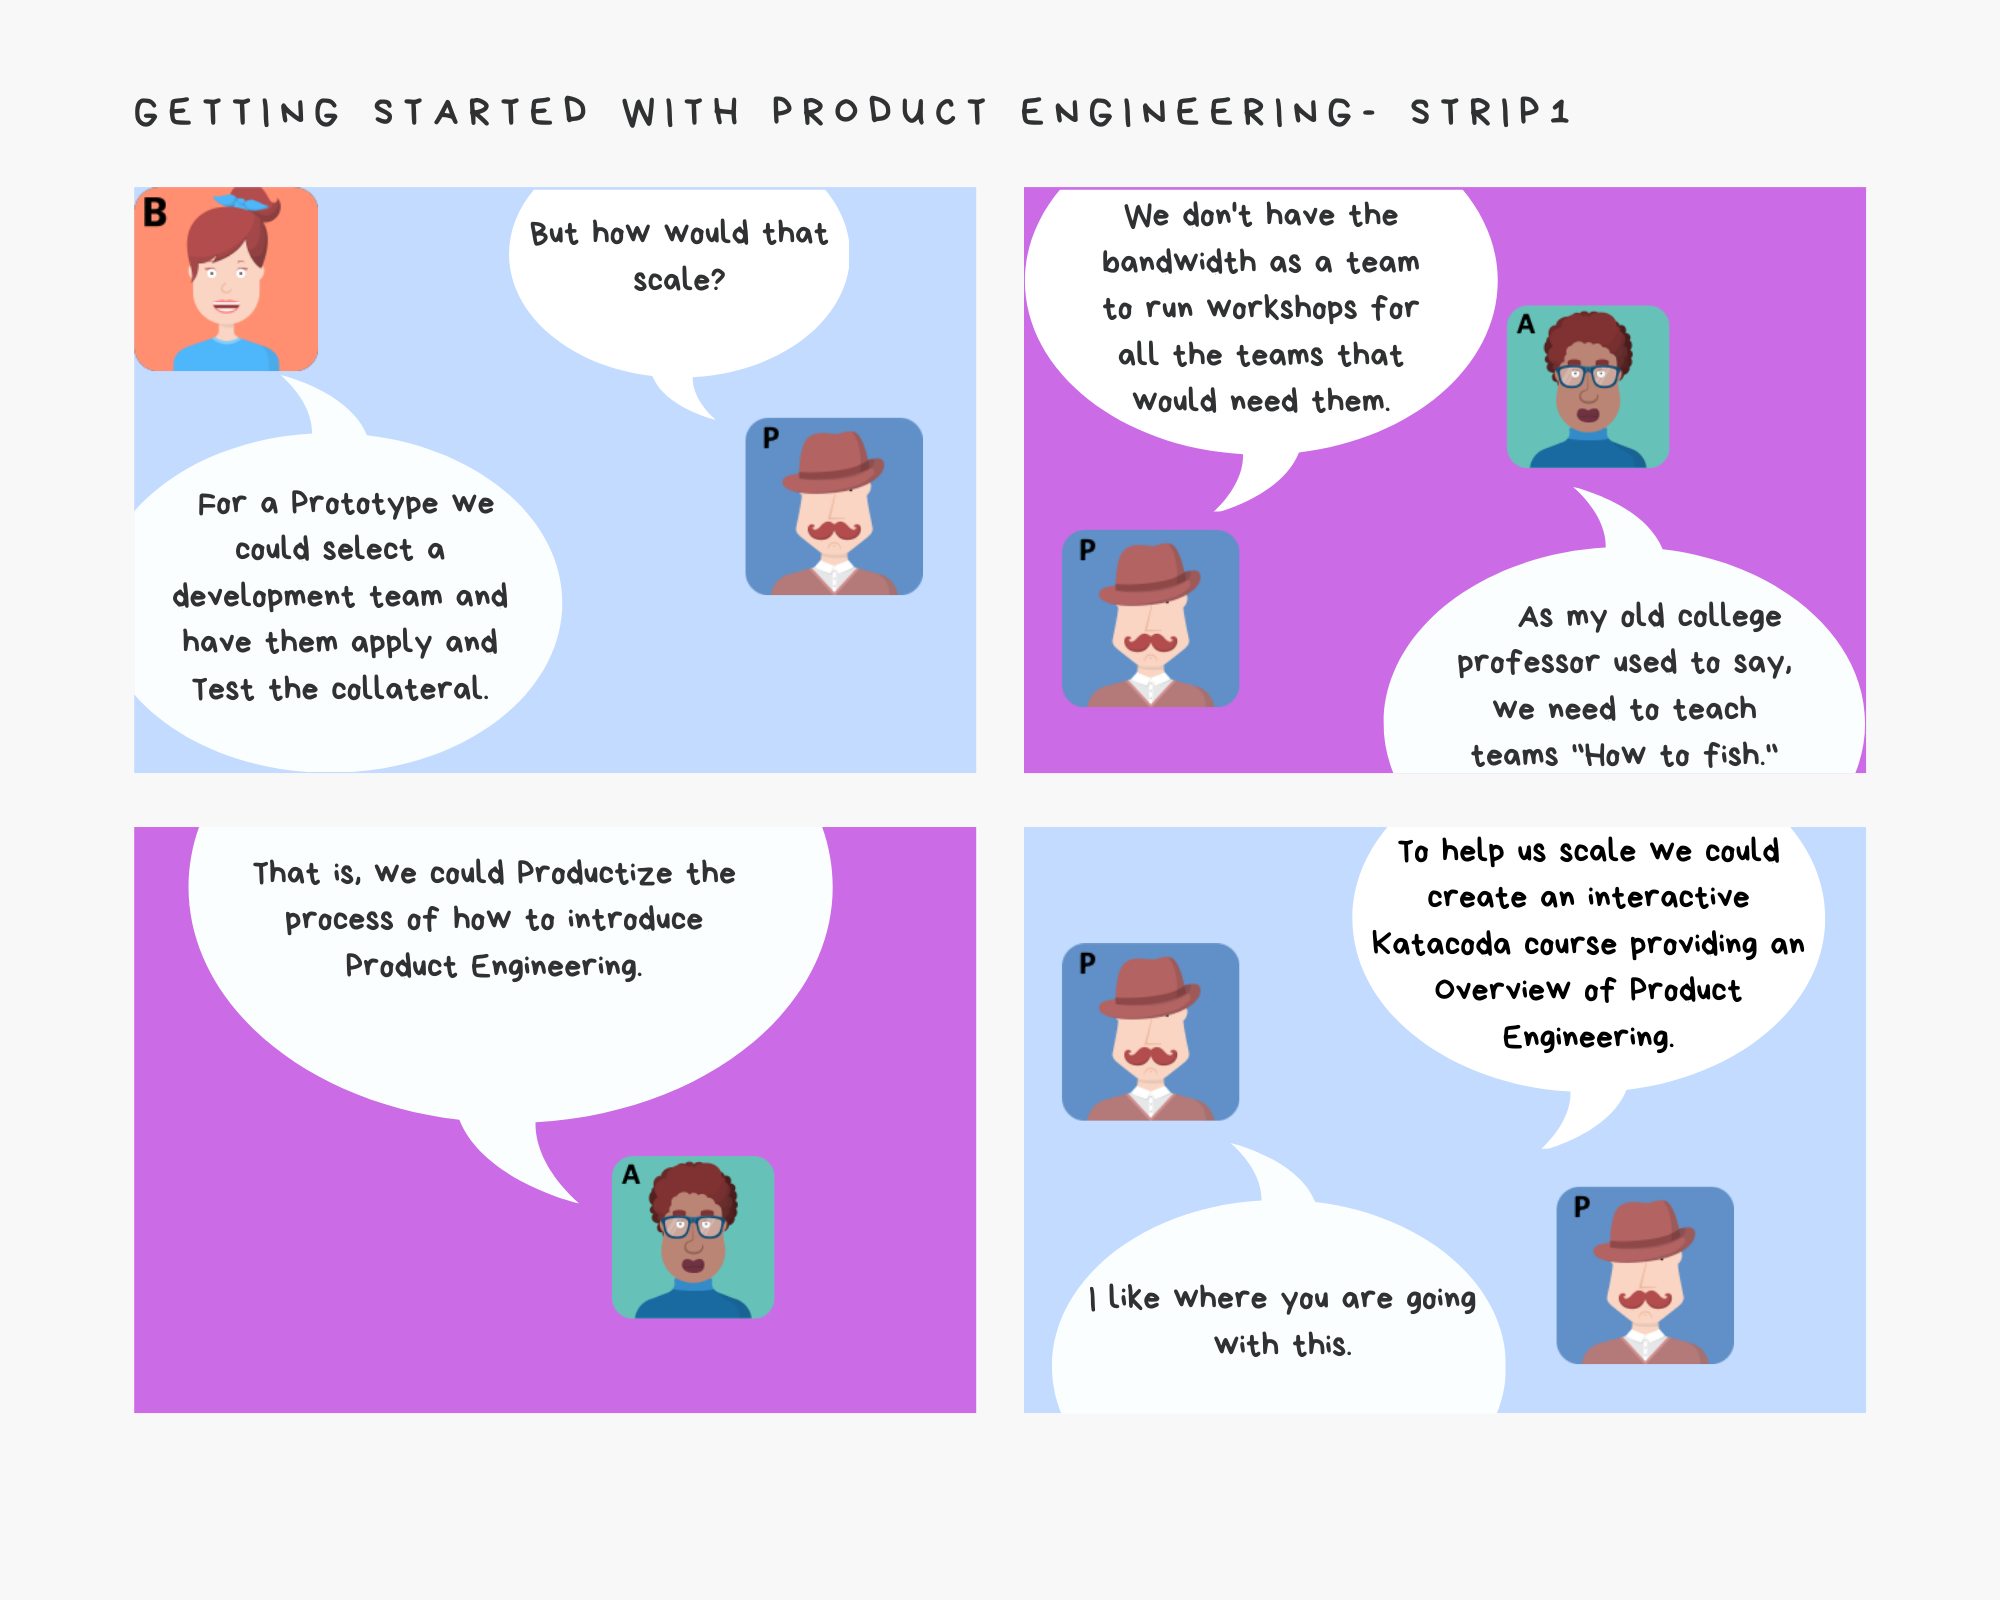 GETTING STARTED WITH PRODUCT ENGINEERING- STRIP1
B
For a Prototype we
could select a
development team and
have them apply and
Test the collateral.
But how would that
scale?
P
We don't have the
bandwidth as a team
to run workshops for
all the teams that
would need them.
P
A
As my old college
professor used to say,
we need to teach
teams "How to fish."
That is, we could Productize the
process of how to introduce
Product Engineering.
A
To help us scale we could
create an interactive
Katacoda course providing an
Overview of Product
Engineering.
P
P
I like where you are going
with this.